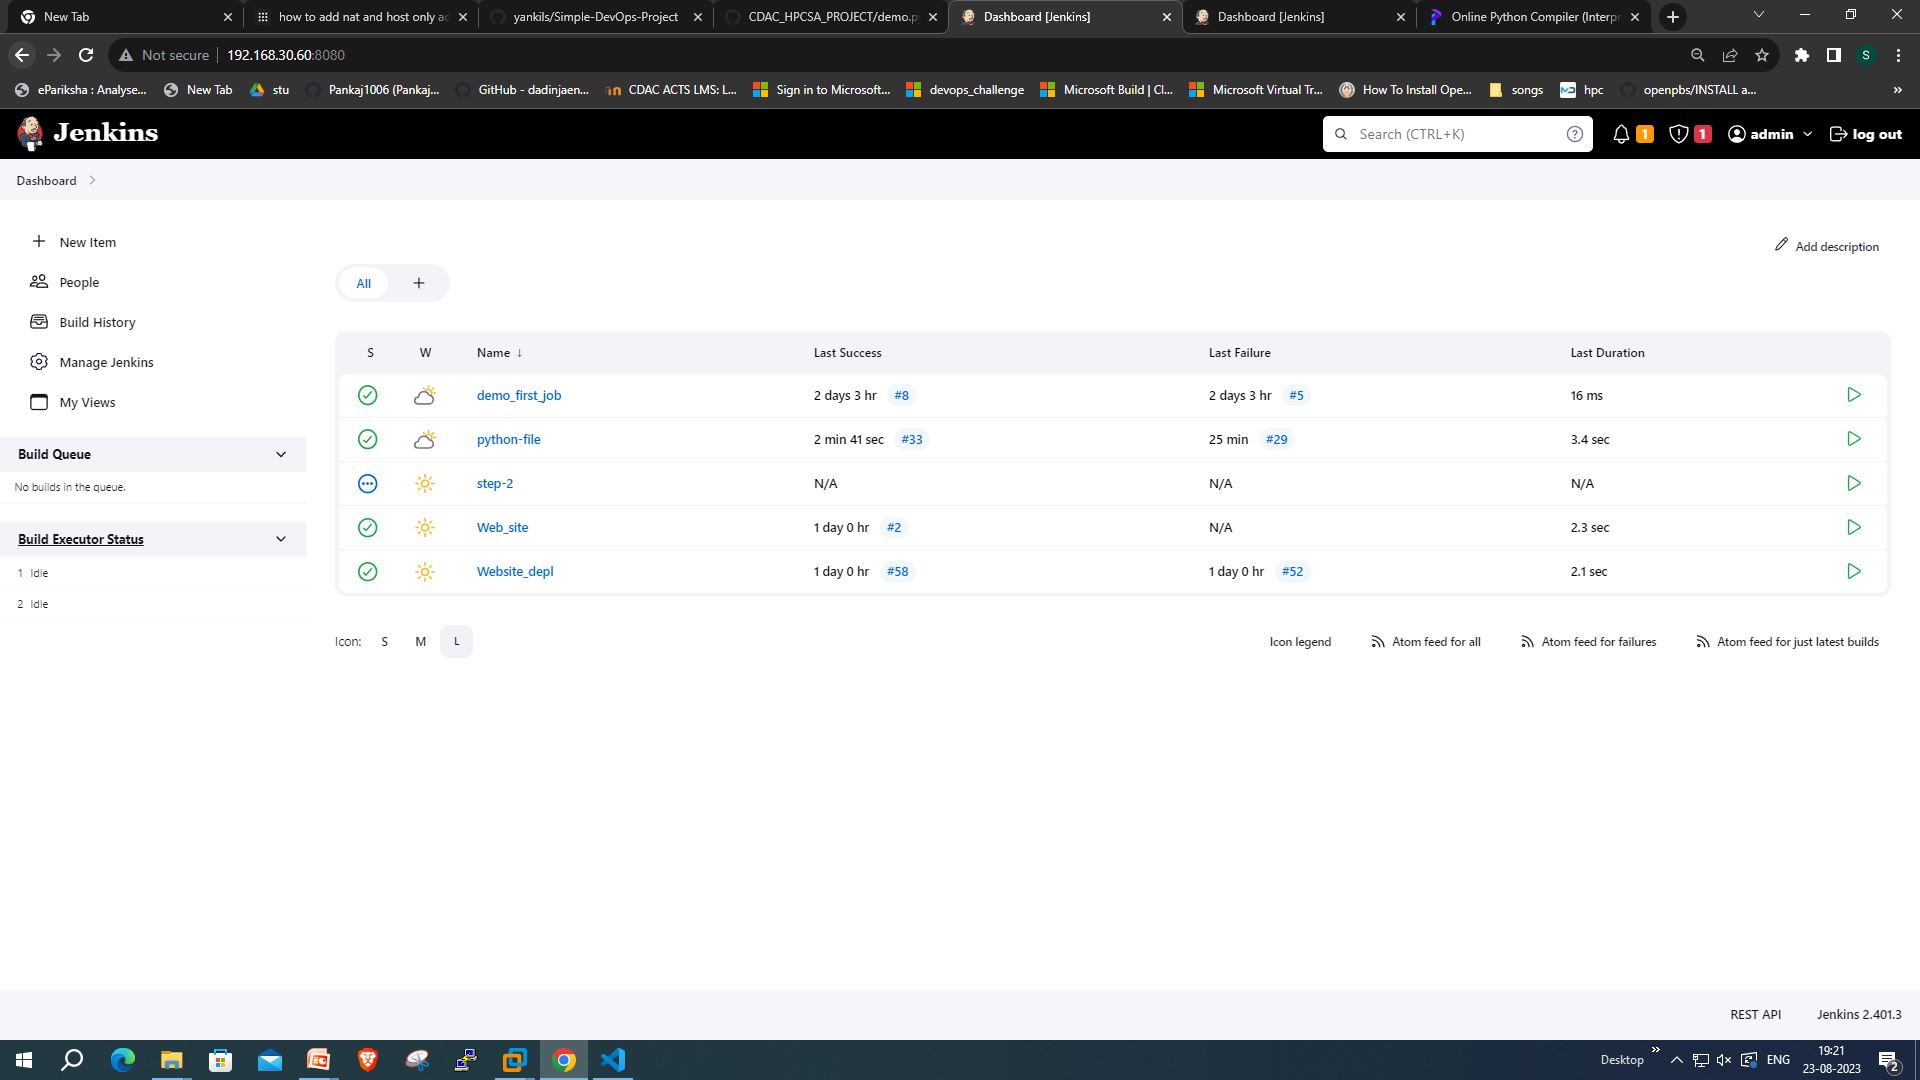 New Tab
how to add nat and host only ad
yankils/Simple-DevOps-Project
CDAC_HPCSA_PROJECT/demo.p
Dashboard [Jenkins]
Dashboard [Jenkins]
Online Python Compiler (Interpr
Not secure
192.168.30.60:8080
S
ePariksha : Analyse...
New Tab
stu
Pankaj1006 (Pankaj...
GitHub - dadinjaen...
CDAC ACTS LMS: L...
Sign in to Microsoft...
devops_challenge
Microsoft Build | Cl...
Microsoft Virtual Tr...
How To Install Ope...
songs
hpc
openpbs/INSTALL a...
»
Jenkins
Search (CTRL+K)
1
1
admin
log out
Dashboard
New Item
People
Build History
Manage Jenkins
My Views
Build Queue
No builds in the queue.
Build Executor Status
1 Idle
2 Idle
Add description
All
+
S W Name ↓ Last Success Last Failure Last Duration
demo_first_job 2 days 3 hr #8 2 days 3 hr #5 16 ms
python-file 2 min 41 sec #33 25 min #29 3.4 sec
step-2 N/A N/A N/A
Web_site 1 day 0 hr #2 N/A 2.3 sec
Website_depl 1 day 0 hr #58 1 day 0 hr #52 2.1 sec
Icon: S M L
Icon legend
Atom feed for all
Atom feed for failures
Atom feed for just latest builds
REST API
Jenkins 2.401.3
Desktop
»
ENG
19:21
23-08-2023
2